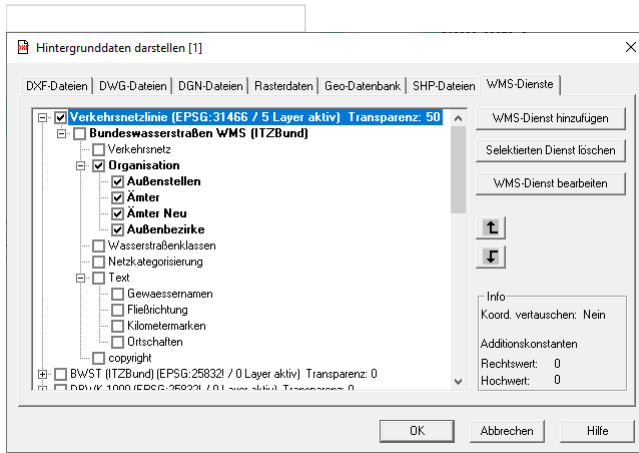 Hintergrunddaten darstellen [1]
DXF-Dateien DWG-Dateien DGN-Dateien Rasterdaten Geo-Datenbank SHP-Dateien WMS-Dienste
Verkehrsnetzlinie (EPSG:31466 / 5 Layer aktiv) Transparenz: 50
Bundeswasserstraßen WMS (ITZBund)
Verkehrsnetz
Organisation
Außenstellen
Ämter
Ämter Neu
Außenbezirke
Wasserstraßenklassen
Netzkategorisierung
Text
Gewaessernamen
Fließrichtung
Kilometermarken
Ortschaften
copyright
BWST (ITZBund) (EPSG:25832! / 0 Layer aktiv) Transparenz: 0
WMS-Dienst hinzufügen
Selektierten Dienst löschen
WMS-Dienst bearbeiten
Info
Koord. vertauschen: Nein
Additionskonstanten
Rechtswert: 0
Hochwert: 0
OK Abbrechen Hilfe